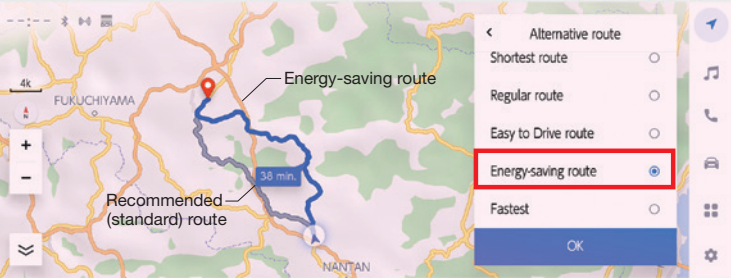 --:--
4k
FUKUCHIYAMA
Energy-saving route
38 min.
Recommended
(standard) route
NANTAN
Alternative route
Shortest route
Regular route
Easy to Drive route
Energy-saving route
Fastest
OK